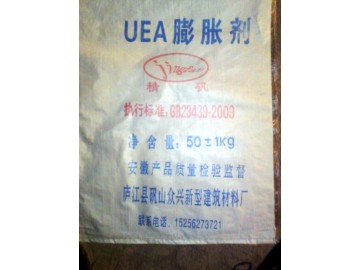 UEA膨胀剂
执行标准:GB23439-2009
净含量:50±1Kg
安徽产品质量检验监督
庐江县巩山众兴新型建筑材料厂
联系电话:15256273721